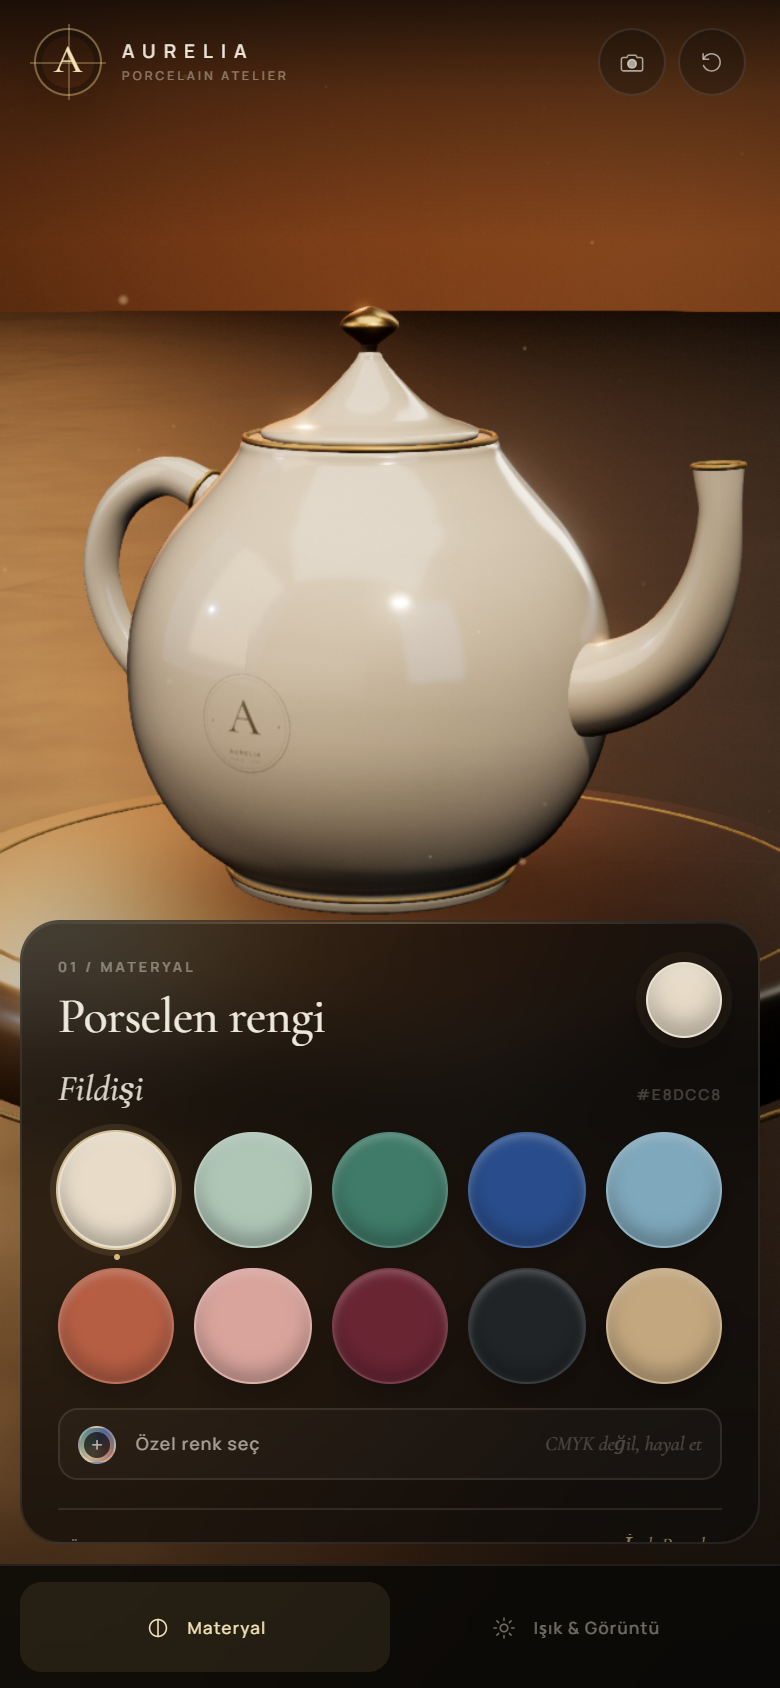 A
AURELIA
PORCELAIN ATELIER
A
AURELIA
01 / MATERYAL
Porselen rengi
Fildişi
#E8DCC8
Özel renk seç
CMYK değil, hayal et
Materyal
Işık & Görüntü